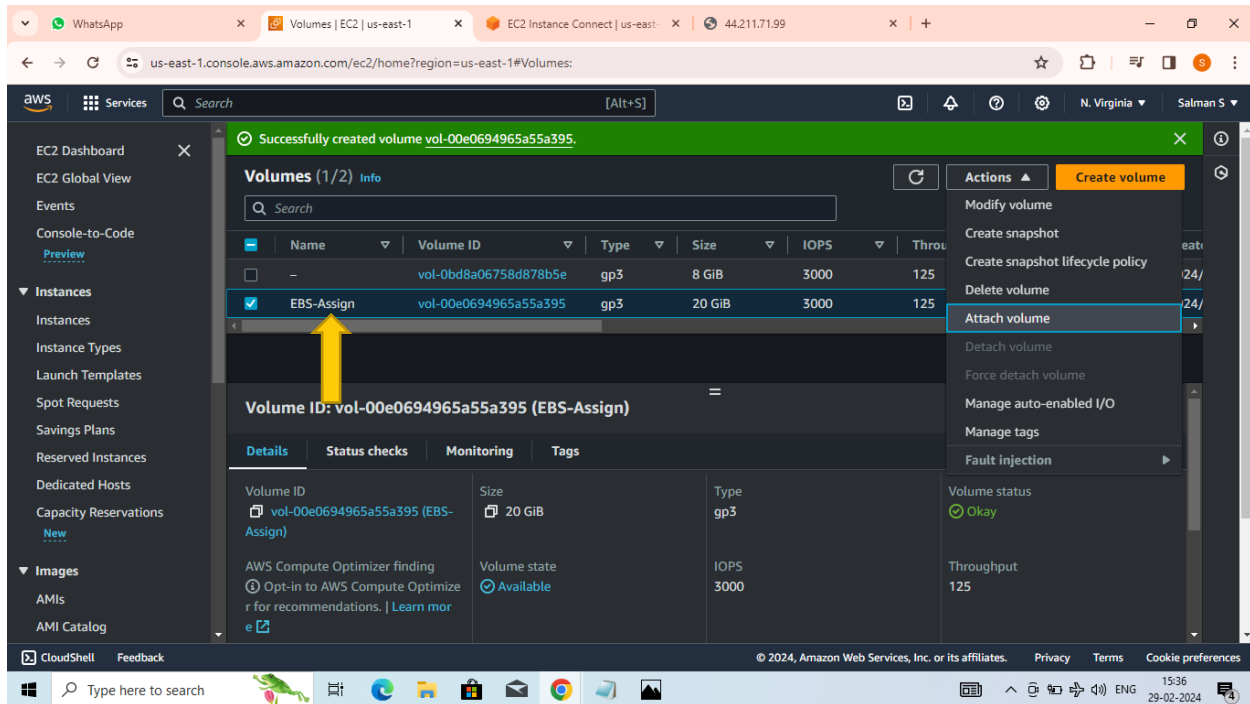 WhatsApp
Volumes | EC2 | us-east-1
EC2 Instance Connect | us-east-
44.211.71.99
us-east-1.console.aws.amazon.com/ec2/home?region=us-east-1#Volumes:
S
aws
Services
Search
[Alt+S]
N. Virginia
Salman S
EC2 Dashboard
EC2 Global View
Events
Console-to-Code
Preview
Instances
Instances
Instance Types
Launch Templates
Spot Requests
Savings Plans
Reserved Instances
Dedicated Hosts
Capacity Reservations
New
Images
AMIs
AMI Catalog
Successfully created volume vol-00e0694965a55a395.
Volumes (1/2) Info
Actions
Create volume
Search
Name Volume ID Type Size IOPS Throu
– vol-0bd8a06758d878b5e gp3 8 GiB 3000 125 24/
EBS-Assign vol-00e0694965a55a395 gp3 20 GiB 3000 125 24/
Modify volume
Create snapshot
Create snapshot lifecycle policy
Delete volume
Attach volume
Detach volume
Force detach volume
Manage auto-enabled I/O
Manage tags
Fault injection
Volume ID: vol-00e0694965a55a395 (EBS-Assign)
Details Status checks Monitoring Tags
Volume ID
vol-00e0694965a55a395 (EBS-
Assign)
Size
20 GiB
Type
gp3
Volume status
Okay
AWS Compute Optimizer finding
Opt-in to AWS Compute Optimize
r for recommendations. | Learn mor
e
Volume state
Available
IOPS
3000
Throughput
125
CloudShell Feedback
© 2024, Amazon Web Services, Inc. or its affiliates. Privacy Terms Cookie preferences
Type here to search
ENG
15:36
29-02-2024
4